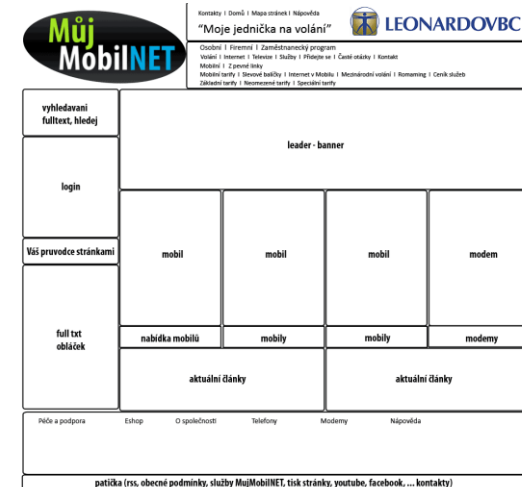 Můj
MobilNET
Kontakty I Domů I Mapa stránek I Nápověda
"Moje jednička na volání"
LEONARDOVBC
Osobní I Firemní I Zaměstnanecký program
Volání I Internet I Televize I Služby I Přidejte se I Časté otázky I Kontakt
Mobilní I Z pevné linky
Mobilní tarify I Slevové balíčky I Internet v Mobilu I Mezinárodní volání I Romaming I Ceník služeb
Základní tarify I Neomezené tarify I Speciální tarify
vyhledavani
fulltext, hledej
leader - banner
login
Váš pruvodce stránkami
mobil
mobil
mobil
modem
full txt
obláček
nabídka mobilů
mobily
mobily
modemy
aktuální články
aktuální články
Péče a podpora
Eshop
O společnosti
Telefony
Modemy
Nápověda
patička (rss, obecné podmínky, služby MujMobilNET, tisk stránky, youtube, facebook, ... kontakty)